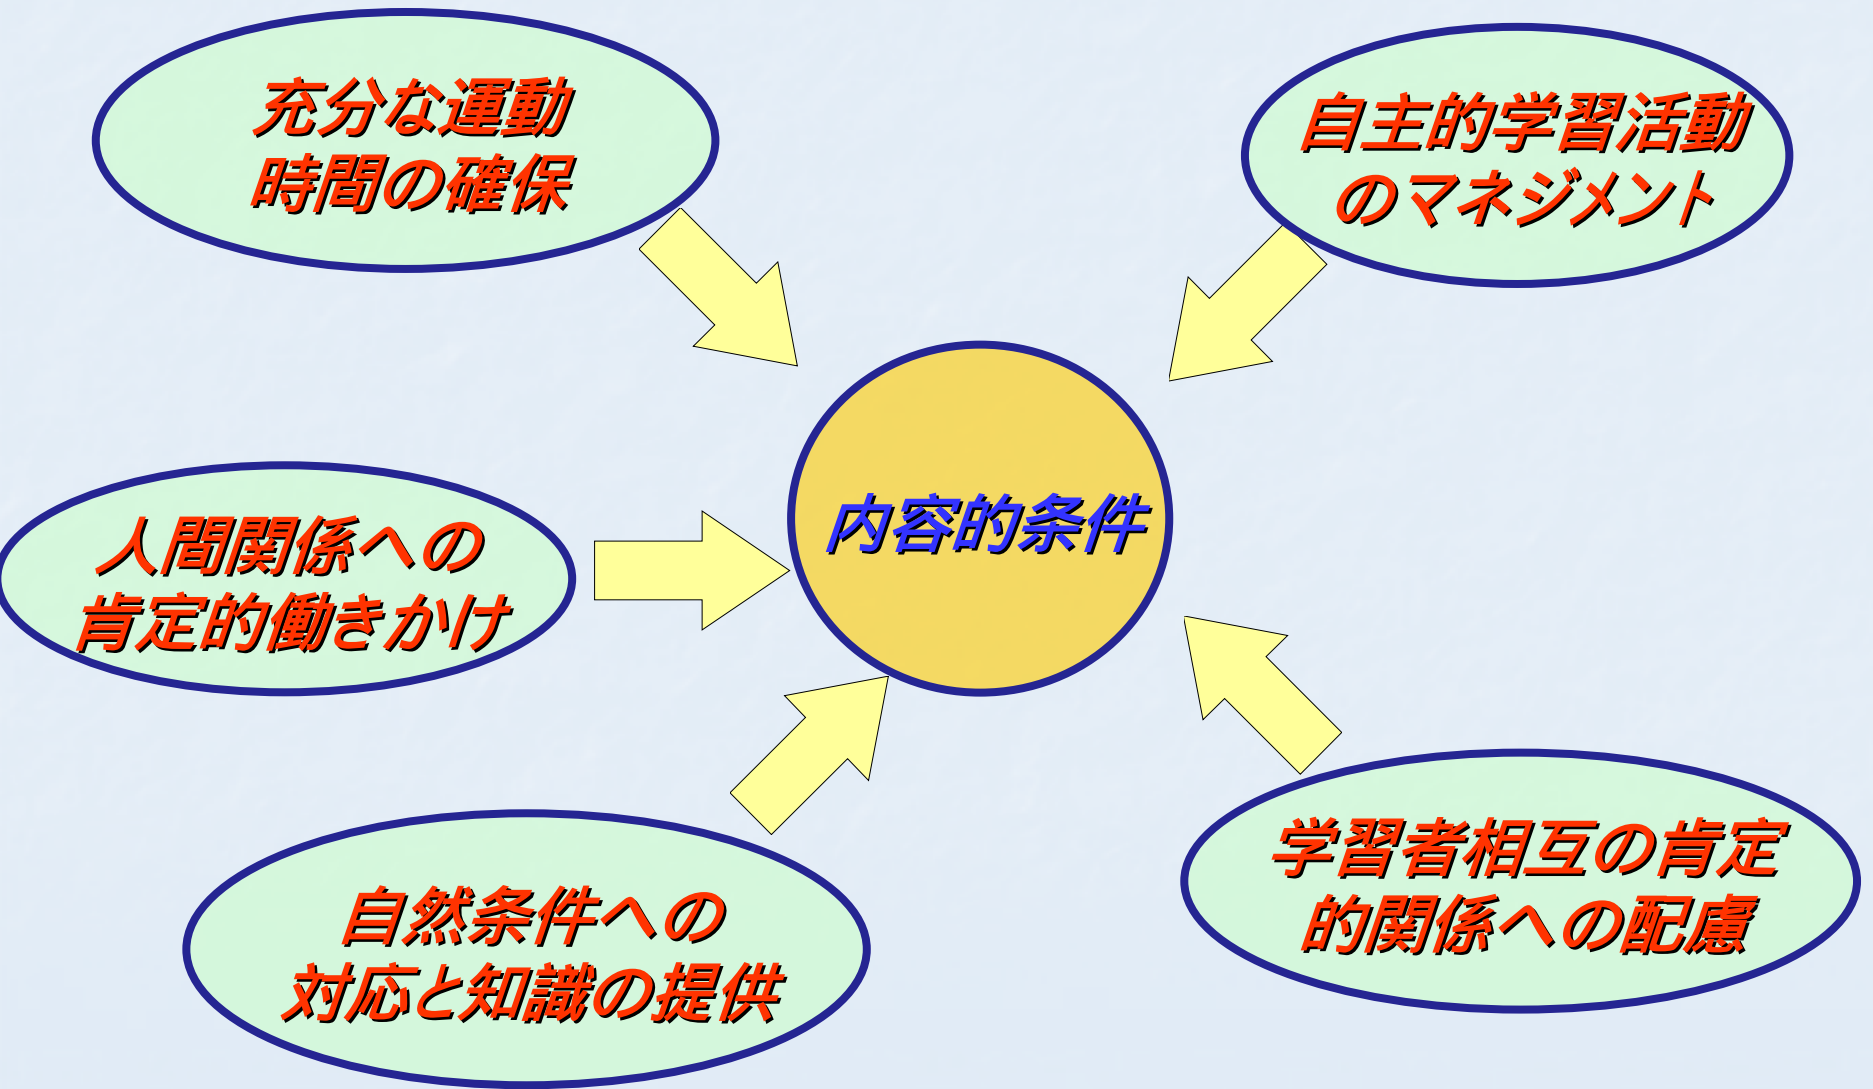 充分な運動
時間の確保
自主的学習活動
のマネジメント
内容的条件
人間関係への
肯定的働きかけ
自然条件への
対応と知識の提供
学習者相互の肯定
的関係への配慮